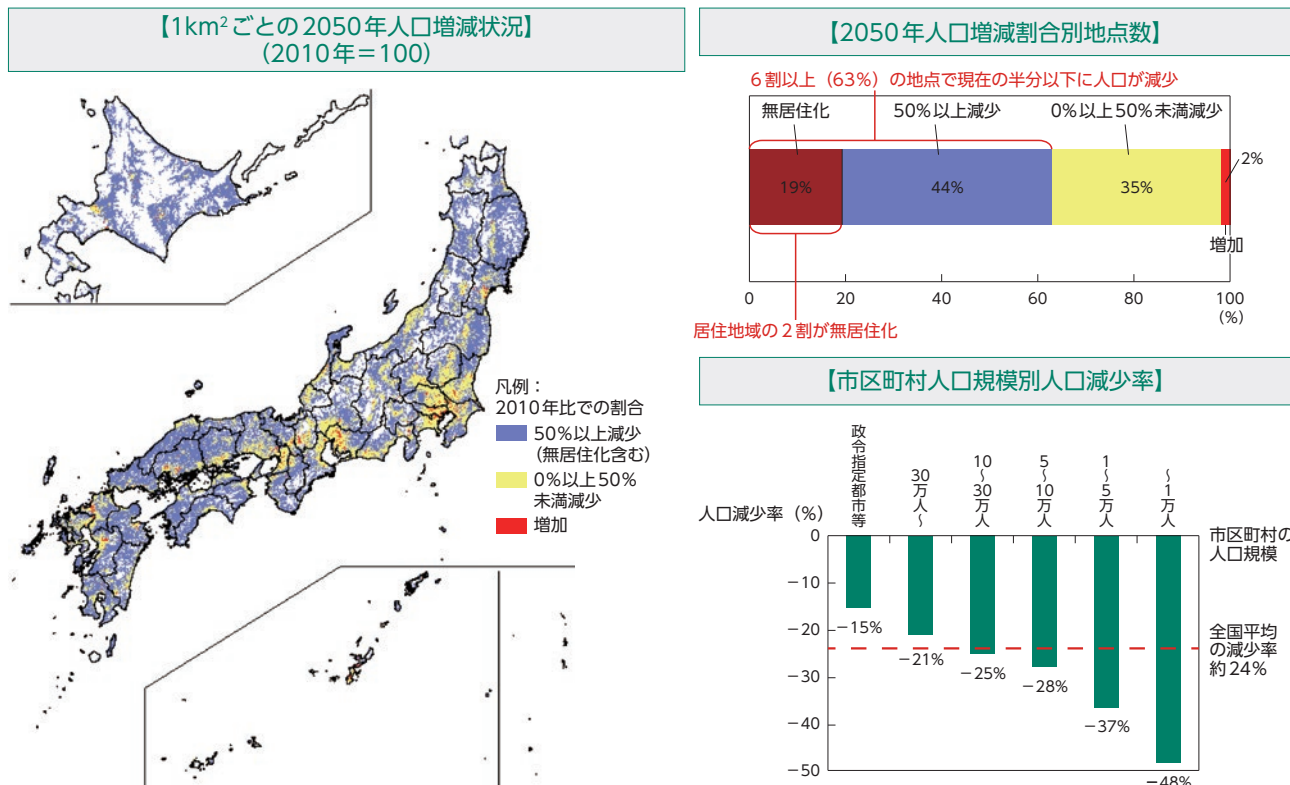 【1km²ごとの2050年人口増減状況】
(2010年=100)
凡例：
2010年比での割合
50%以上減少
(無居住化含む)
0%以上50%
未満減少
増加
【2050年人口増減割合別地点数】
6割以上（63%）の地点で現在の半分以下に人口が減少
無居住化
50%以上減少
0%以上50%未満減少
2%
19%
44%
35%
増加
0
20
40
60
80
100
(%)
居住地域の2割が無居住化
【市区町村人口規模別人口減少率】
政令指定都市等
30万人〜
10〜30万人
5〜10万人
1〜5万人
〜1万人
人口減少率（%）
市区町村の
人口規模
0
−10
−20
−30
−40
−50
−15%
−21%
−25%
−28%
−37%
−48%
全国平均
の減少率
約24%